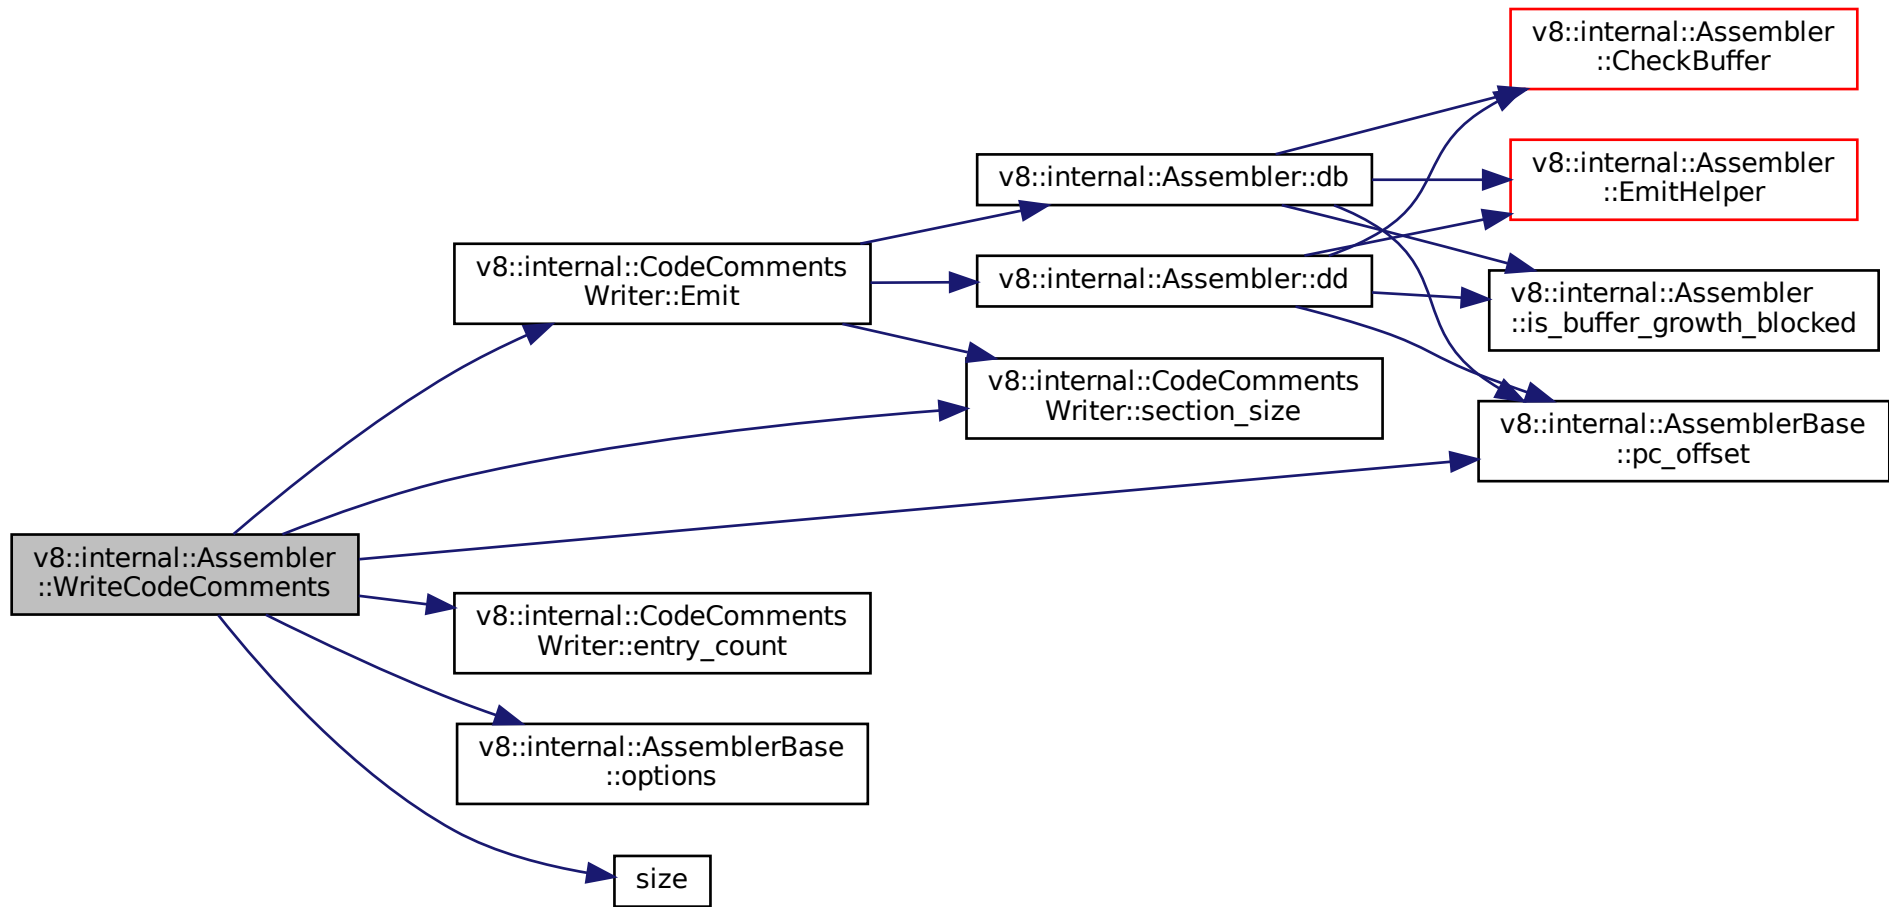 v8::internal::Assembler
::CheckBuffer
v8::internal::Assembler
::EmitHelper
v8::internal::Assembler::db
v8::internal::CodeComments
Writer::Emit
v8::internal::Assembler::dd
v8::internal::Assembler
::is_buffer_growth_blocked
v8::internal::CodeComments
Writer::section_size
v8::internal::AssemblerBase
::pc_offset
v8::internal::Assembler
::WriteCodeComments
v8::internal::CodeComments
Writer::entry_count
v8::internal::AssemblerBase
::options
size